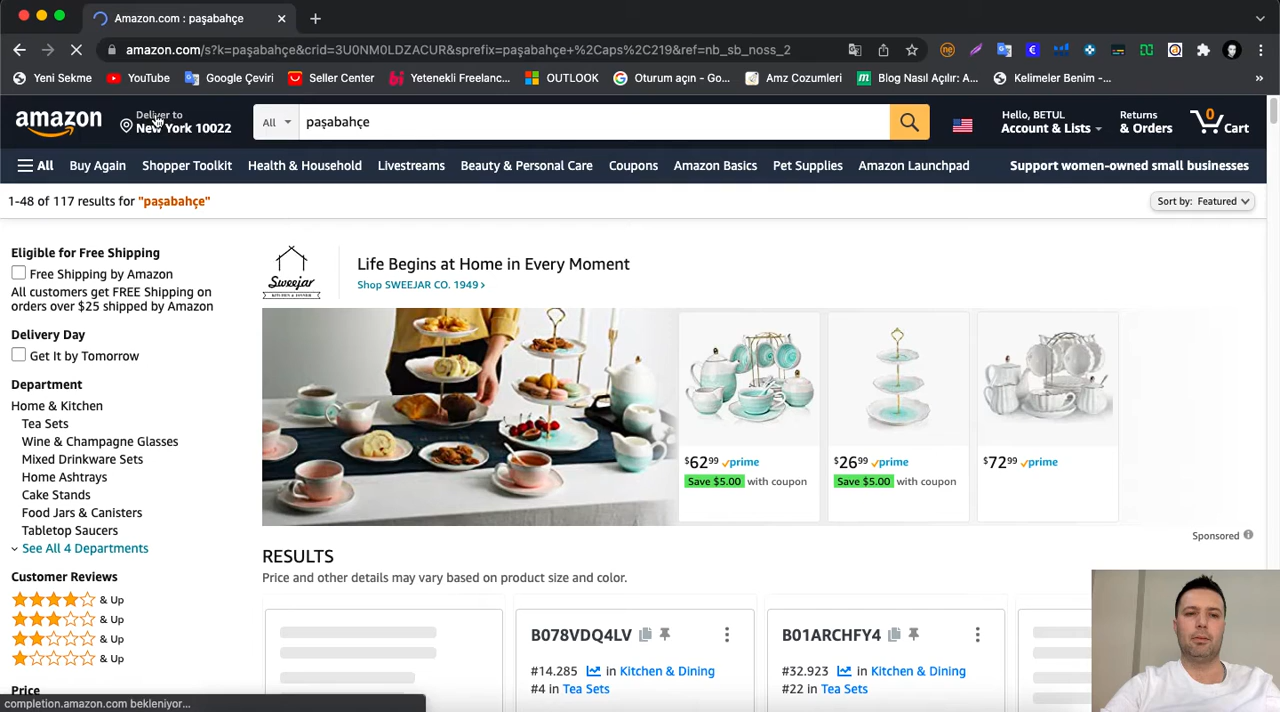 Amazon.com : paşabahçe
amazon.com/s?k=paşabahçe&crid=3U0NM0LDZACUR&sprefix=paşabahçe+%2Caps%2C219&ref=nb_sb_noss_2
Yeni Sekme YouTube Google Çeviri Seller Center Yetenekli Freelanc... OUTLOOK Oturum açın - Go... Amz Cozumleri Blog Nasıl Açılır: A... Kelimeler Benim -... »
amazon
Deliver to
New York 10022
All
paşabahçe
Hello, BETUL
Account & Lists
Returns
& Orders
0
Cart
All Buy Again Shopper Toolkit Health & Household Livestreams Beauty & Personal Care Coupons Amazon Basics Pet Supplies Amazon Launchpad Support women-owned small businesses
1-48 of 117 results for "paşabahçe"
Sort by: Featured
Eligible for Free Shipping
Free Shipping by Amazon
All customers get FREE Shipping on
orders over $25 shipped by Amazon
Delivery Day
Get It by Tomorrow
Department
Home & Kitchen
Tea Sets
Wine & Champagne Glasses
Mixed Drinkware Sets
Home Ashtrays
Cake Stands
Food Jars & Canisters
Tabletop Saucers
See All 4 Departments
Customer Reviews
& Up
& Up
& Up
& Up
Price
Sweejar
KITCHEN & DINNER
Life Begins at Home in Every Moment
Shop SWEEJAR CO. 1949 ›
$62.99 prime
Save $5.00 with coupon
$26.99 prime
Save $5.00 with coupon
$72.99 prime
Sponsored
RESULTS
Price and other details may vary based on product size and color.
B078VDQ4LV
#14.285 in Kitchen & Dining
#4 in Tea Sets
B01ARCHFY4
#32.923 in Kitchen & Dining
#22 in Tea Sets
completion.amazon.com bekleniyor...